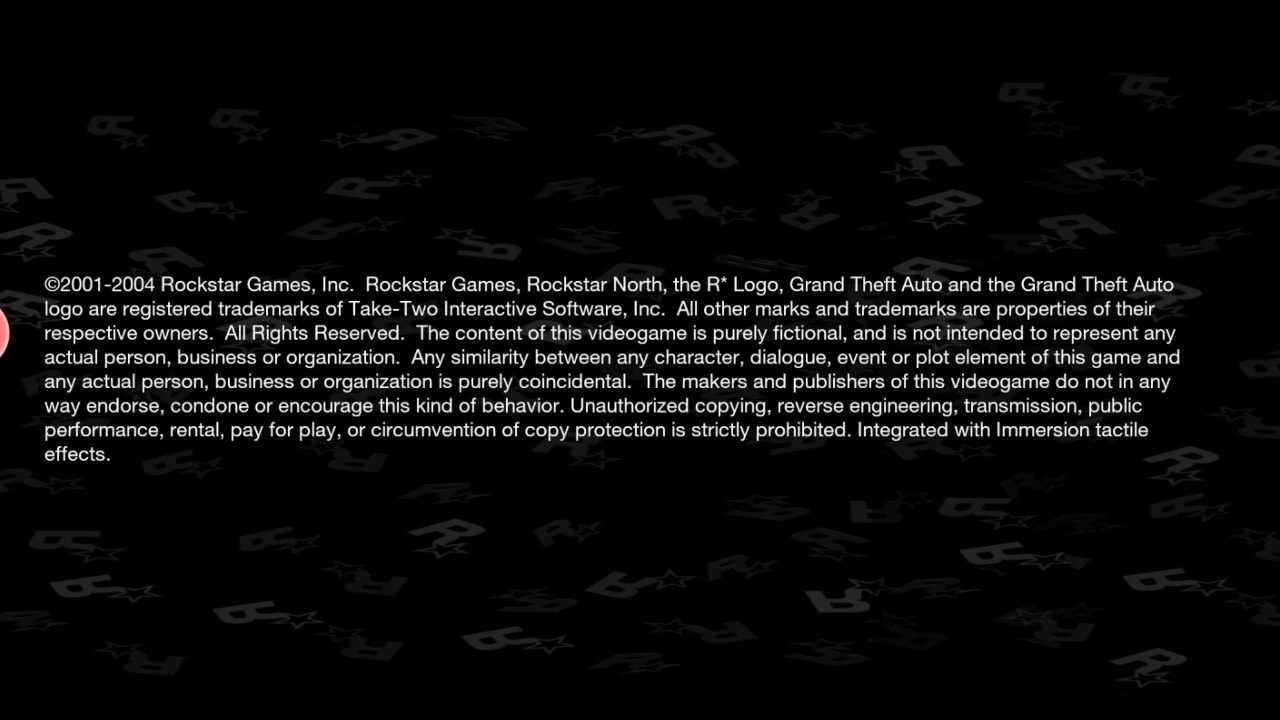 ©2001-2004 Rockstar Games, Inc.  Rockstar Games, Rockstar North, the R* Logo, Grand Theft Auto and the Grand Theft Auto
logo are registered trademarks of Take-Two Interactive Software, Inc.  All other marks and trademarks are properties of their
respective owners.  All Rights Reserved.  The content of this videogame is purely fictional, and is not intended to represent any
actual person, business or organization.  Any similarity between any character, dialogue, event or plot element of this game and
any actual person, business or organization is purely coincidental.  The makers and publishers of this videogame do not in any
way endorse, condone or encourage this kind of behavior. Unauthorized copying, reverse engineering, transmission, public
performance, rental, pay for play, or circumvention of copy protection is strictly prohibited. Integrated with Immersion tactile
effects.